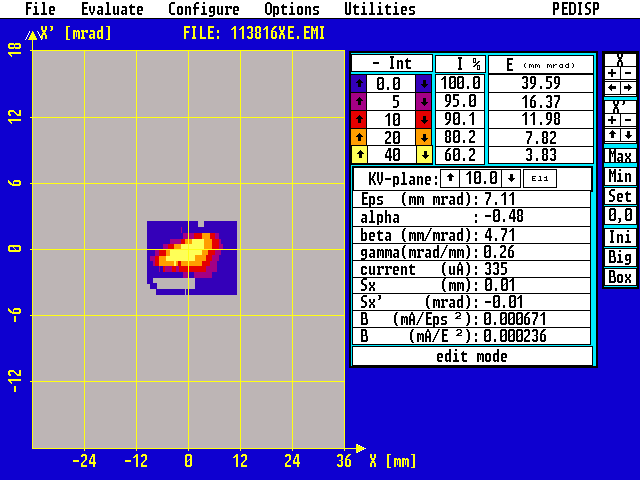 File Evaluate Configure Options Utilities PEDISP
X' [mrad] FILE: 113816XE.EMI
18
12
6
0
-6
-12
-24 -12 0 12 24 36 X [mm]
- Int I % E (mm mrad)
0.0 100.0 39.59
5 95.0 16.37
10 90.1 11.98
20 80.2 7.82
40 60.2 3.83
KV-plane: 10.0 Eli
Eps (mm mrad): 7.11
alpha : -0.48
beta (mm/mrad): 4.71
gamma(mrad/mm): 0.26
current (uA): 335
Sx (mm): 0.01
Sx' (mrad): -0.01
B (mA/Eps ²): 0.000671
B (mA/E ²): 0.000236
edit mode
X
+ -
← →
X'
+ -
↑ ↓
Max
Min
Set
0,0
Ini
Big
Box